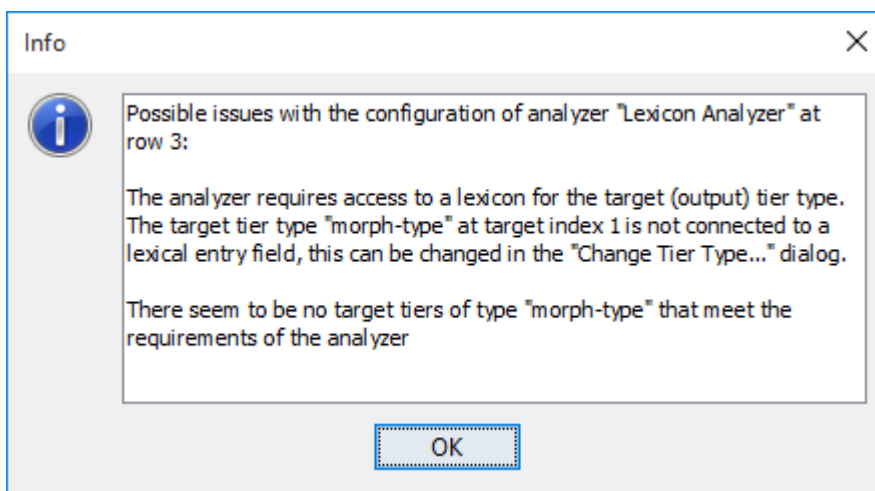 Info
Possible issues with the configuration of analyzer "Lexicon Analyzer" at
row 3:
The analyzer requires access to a lexicon for the target (output) tier type.
The target tier type "morph-type" at target index 1 is not connected to a
lexical entry field, this can be changed in the "Change Tier Type..." dialog.
There seem to be no target tiers of type "morph-type" that meet the
requirements of the analyzer
OK